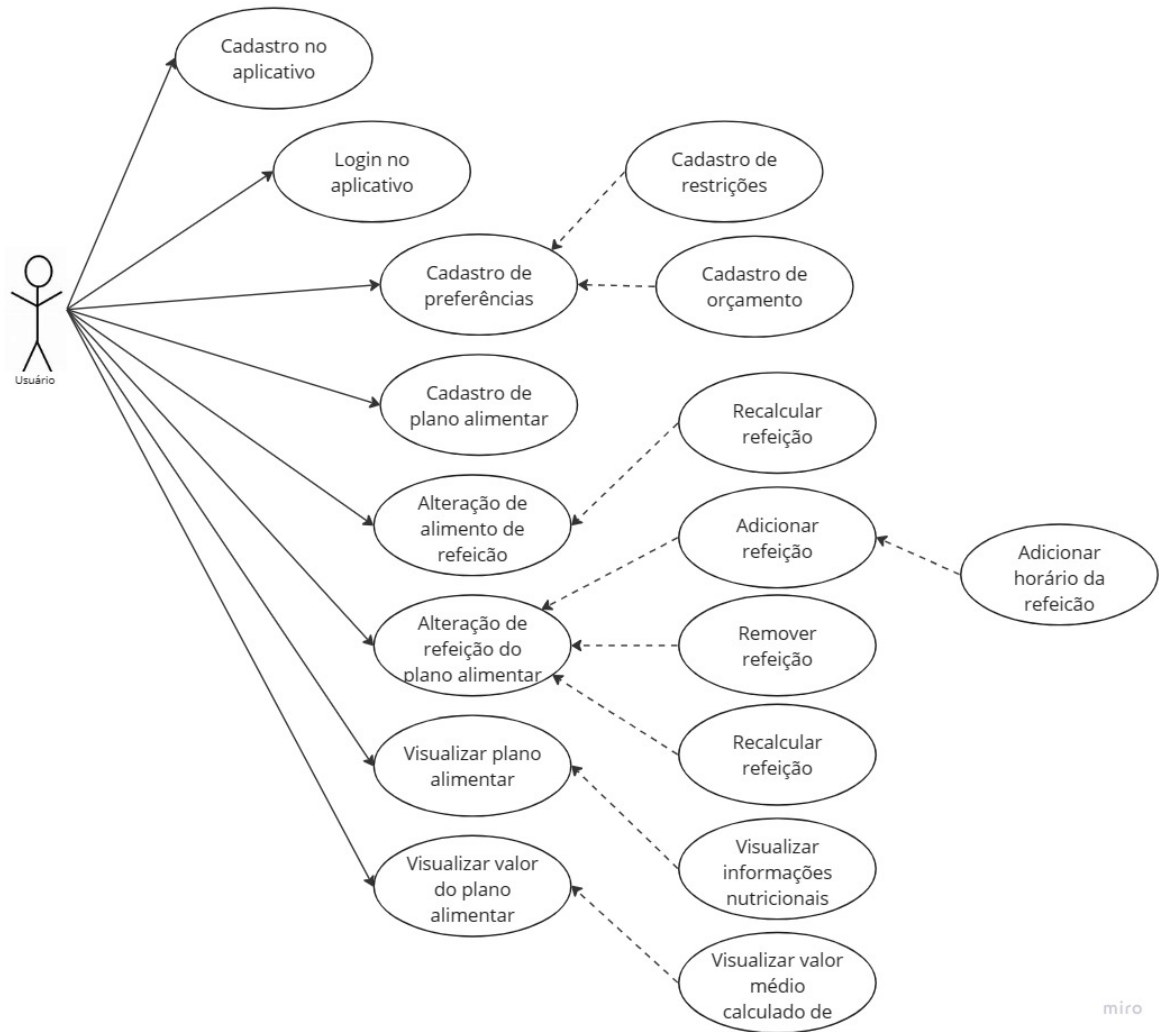 Cadastro no
aplicativo
Login no
aplicativo
Cadastro de
restrições
Cadastro de
preferências
Cadastro de
orçamento
Usuário
Cadastro de
plano alimentar
Recalcular
refeição
Alteração de
alimento de
refeicão
Adicionar
refeição
Adicionar
horário da
refeicão
Alteração de
refeição do
plano alimentar
Remover
refeição
Recalcular
refeição
Visualizar plano
alimentar
Visualizar
informações
nutricionais
Visualizar valor
do plano
alimentar
Visualizar valor
médio
calculado de
miro